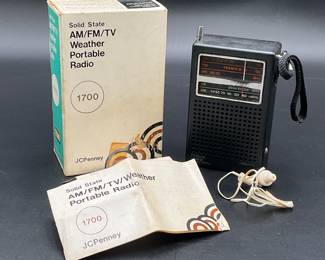 Solid State
AM/FM/TV
Weather
Portable
Radio
1700
JCPenney
Solid State
AM/FM/TV/Weather
Portable Radio
1700
JCPenney